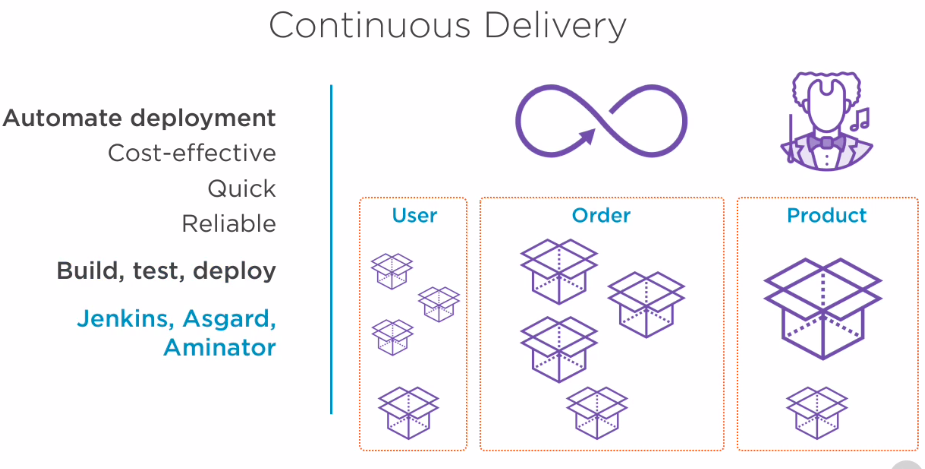 Continuous Delivery
Automate deployment
Cost-effective
Quick
Reliable
Build, test, deploy
Jenkins, Asgard,
Aminator
User
Order
Product